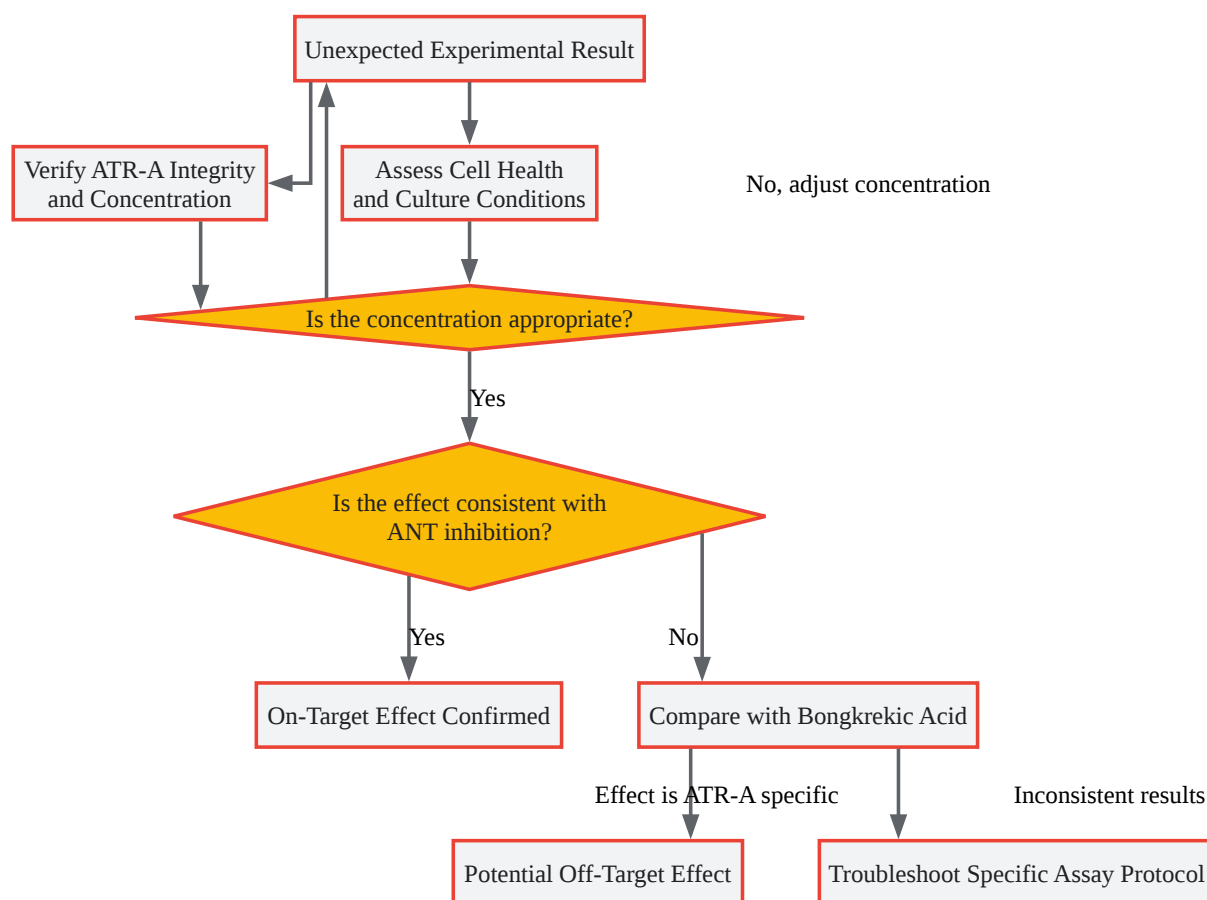 Unexpected Experimental Result
Verify ATR-A Integrity
and Concentration
Assess Cell Health
and Culture Conditions
No, adjust concentration
Is the concentration appropriate?
Yes
Is the effect consistent with
ANT inhibition?
Yes
No
On-Target Effect Confirmed
Compare with Bongkrekic Acid
Effect is ATR-A specific
Inconsistent results
Potential Off-Target Effect
Troubleshoot Specific Assay Protocol